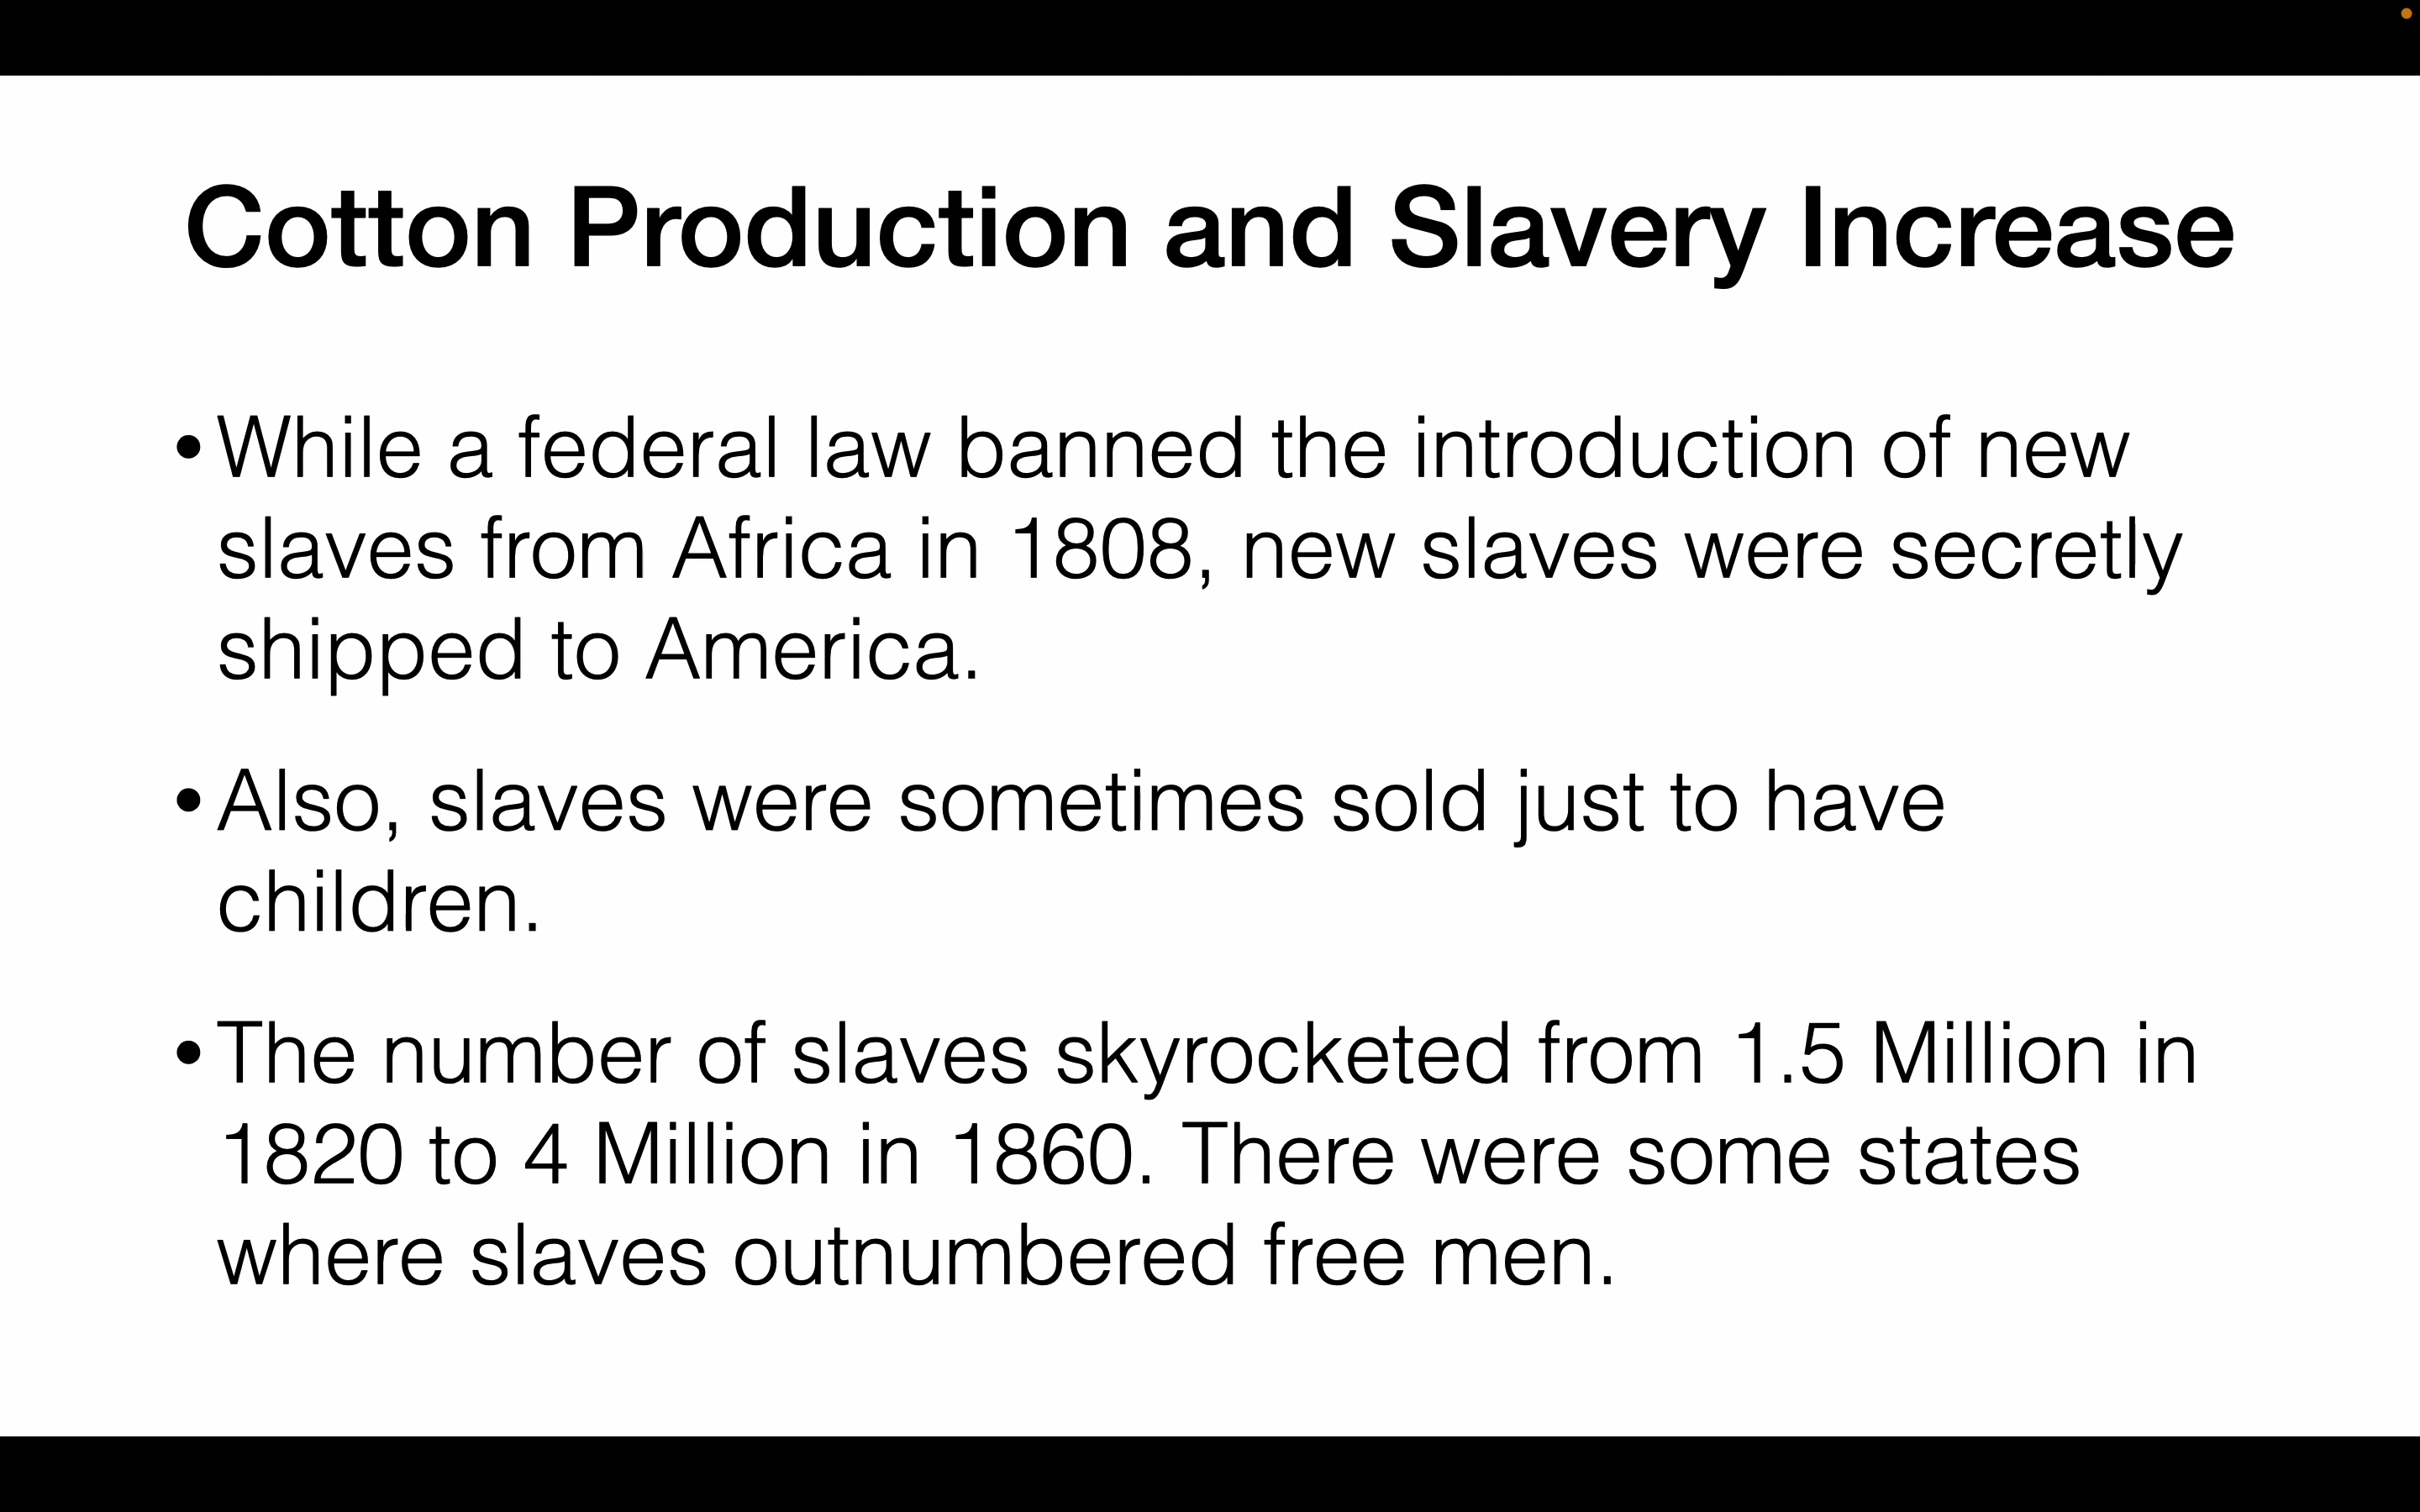 Cotton Production and Slavery Increase
• While a federal law banned the introduction of new
slaves from Africa in 1808, new slaves were secretly
shipped to America.
• Also, slaves were sometimes sold just to have
children.
• The number of slaves skyrocketed from 1.5 Million in
1820 to 4 Million in 1860. There were some states
where slaves outnumbered free men.